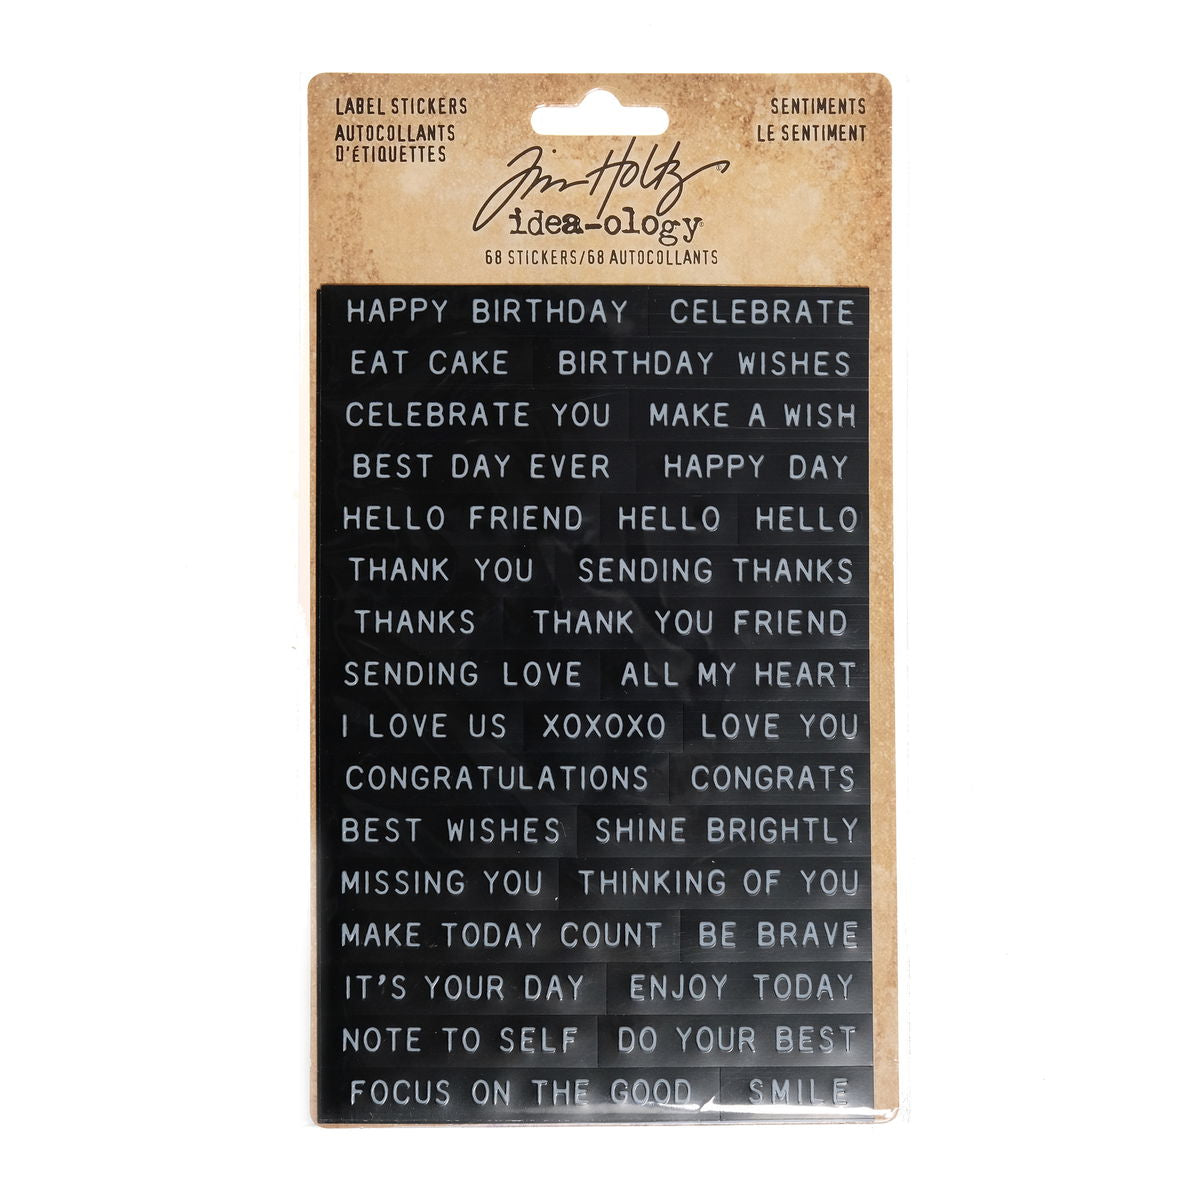 LABEL STICKERS
AUTOCOLLANTS
D'ÉTIQUETTES
SENTIMENTS
LE SENTIMENT
Tim Holtz
idea-ology
68 STICKERS/68 AUTOCOLLANTS
HAPPY BIRTHDAY CELEBRATE
EAT CAKE BIRTHDAY WISHES
CELEBRATE YOU MAKE A WISH
BEST DAY EVER HAPPY DAY
HELLO FRIEND HELLO HELLO
THANK YOU SENDING THANKS
THANKS THANK YOU FRIEND
SENDING LOVE ALL MY HEART
I LOVE US XOXOXO LOVE YOU
CONGRATULATIONS CONGRATS
BEST WISHES SHINE BRIGHTLY
MISSING YOU THINKING OF YOU
MAKE TODAY COUNT BE BRAVE
IT'S YOUR DAY ENJOY TODAY
NOTE TO SELF DO YOUR BEST
FOCUS ON THE GOOD SMILE